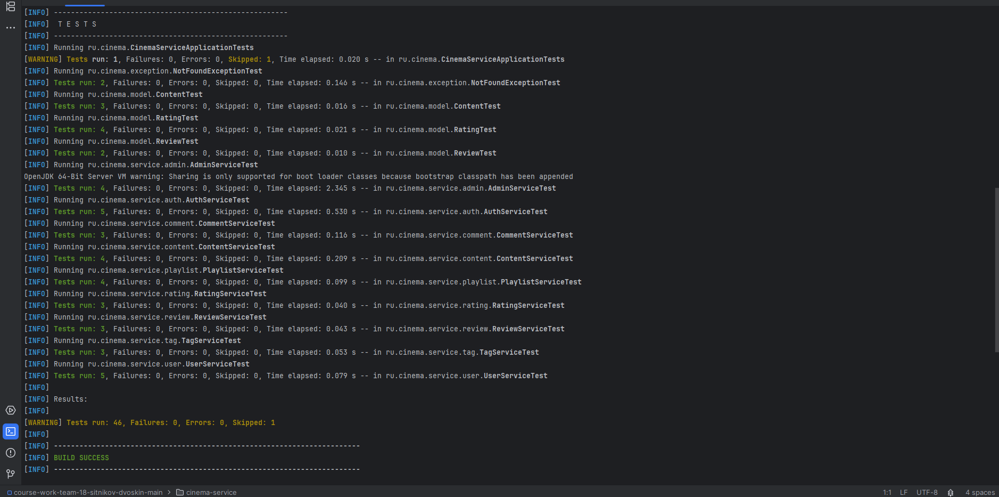 [INFO] -------------------------------------------------------
[INFO]  T E S T S
[INFO] -------------------------------------------------------
[INFO] Running ru.cinema.CinemaServiceApplicationTests
[WARNING] Tests run: 1, Failures: 0, Errors: 0, Skipped: 1, Time elapsed: 0.020 s -- in ru.cinema.CinemaServiceApplicationTests
[INFO] Running ru.cinema.exception.NotFoundExceptionTest
[INFO] Tests run: 2, Failures: 0, Errors: 0, Skipped: 0, Time elapsed: 0.146 s -- in ru.cinema.exception.NotFoundExceptionTest
[INFO] Running ru.cinema.model.ContentTest
[INFO] Tests run: 3, Failures: 0, Errors: 0, Skipped: 0, Time elapsed: 0.016 s -- in ru.cinema.model.ContentTest
[INFO] Running ru.cinema.model.RatingTest
[INFO] Tests run: 4, Failures: 0, Errors: 0, Skipped: 0, Time elapsed: 0.021 s -- in ru.cinema.model.RatingTest
[INFO] Running ru.cinema.model.ReviewTest
[INFO] Tests run: 2, Failures: 0, Errors: 0, Skipped: 0, Time elapsed: 0.010 s -- in ru.cinema.model.ReviewTest
[INFO] Running ru.cinema.service.admin.AdminServiceTest
OpenJDK 64-Bit Server VM warning: Sharing is only supported for boot loader classes because bootstrap classpath has been appended
[INFO] Tests run: 4, Failures: 0, Errors: 0, Skipped: 0, Time elapsed: 2.345 s -- in ru.cinema.service.admin.AdminServiceTest
[INFO] Running ru.cinema.service.auth.AuthServiceTest
[INFO] Tests run: 5, Failures: 0, Errors: 0, Skipped: 0, Time elapsed: 0.530 s -- in ru.cinema.service.auth.AuthServiceTest
[INFO] Running ru.cinema.service.comment.CommentServiceTest
[INFO] Tests run: 3, Failures: 0, Errors: 0, Skipped: 0, Time elapsed: 0.116 s -- in ru.cinema.service.comment.CommentServiceTest
[INFO] Running ru.cinema.service.content.ContentServiceTest
[INFO] Tests run: 4, Failures: 0, Errors: 0, Skipped: 0, Time elapsed: 0.209 s -- in ru.cinema.service.content.ContentServiceTest
[INFO] Running ru.cinema.service.playlist.PlaylistServiceTest
[INFO] Tests run: 4, Failures: 0, Errors: 0, Skipped: 0, Time elapsed: 0.099 s -- in ru.cinema.service.playlist.PlaylistServiceTest
[INFO] Running ru.cinema.service.rating.RatingServiceTest
[INFO] Tests run: 3, Failures: 0, Errors: 0, Skipped: 0, Time elapsed: 0.040 s -- in ru.cinema.service.rating.RatingServiceTest
[INFO] Running ru.cinema.service.review.ReviewServiceTest
[INFO] Tests run: 3, Failures: 0, Errors: 0, Skipped: 0, Time elapsed: 0.043 s -- in ru.cinema.service.review.ReviewServiceTest
[INFO] Running ru.cinema.service.tag.TagServiceTest
[INFO] Tests run: 3, Failures: 0, Errors: 0, Skipped: 0, Time elapsed: 0.053 s -- in ru.cinema.service.tag.TagServiceTest
[INFO] Running ru.cinema.service.user.UserServiceTest
[INFO] Tests run: 5, Failures: 0, Errors: 0, Skipped: 0, Time elapsed: 0.079 s -- in ru.cinema.service.user.UserServiceTest
[INFO]
[INFO] Results:
[INFO]
[WARNING] Tests run: 46, Failures: 0, Errors: 0, Skipped: 1
[INFO]
[INFO] ------------------------------------------------------------------------
[INFO] BUILD SUCCESS
[INFO] ------------------------------------------------------------------------
course-work-team-18-sitnikov-dvoskin-main > cinema-service 1:1 LF UTF-8 4 spaces